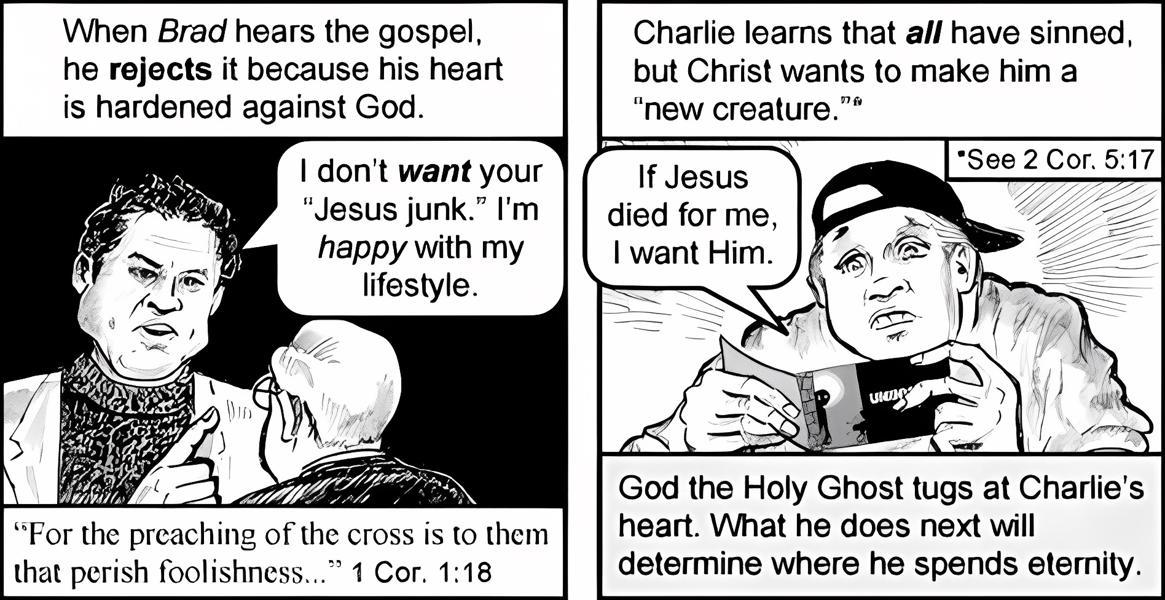 When Brad hears the gospel,
he rejects it because his heart
is hardened against God.
I don't want your
"Jesus junk." I'm
happy with my
lifestyle.
"For the preaching of the cross is to them
that perish foolishness..." 1 Cor. 1:18
Charlie learns that all have sinned,
but Christ wants to make him a
"new creature."*
*See 2 Cor. 5:17
If Jesus
died for me,
I want Him.
God the Holy Ghost tugs at Charlie's
heart. What he does next will
determine where he spends eternity.